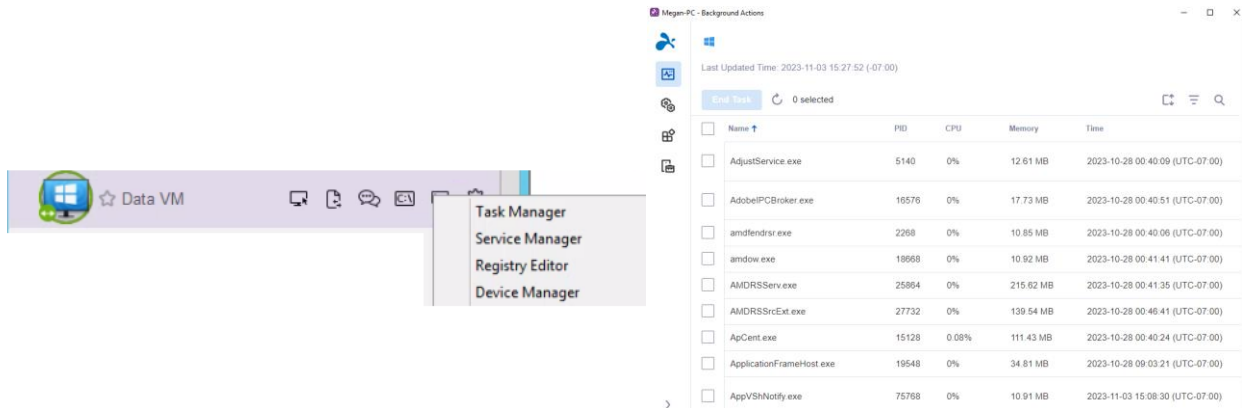 Data VM
C:\
Task Manager
Service Manager
Registry Editor
Device Manager
Megan-PC - Background Actions
Last Updated Time: 2023-11-03 15:27:52 (-07:00)
End Task 0 selected
Name PID CPU Memory Time
AdjustService.exe 5140 0% 12.61 MB 2023-10-28 00:40:09 (UTC-07:00)
AdobeIPCBroker.exe 16576 0% 17.73 MB 2023-10-28 00:40:51 (UTC-07:00)
amdfendrsr.exe 2268 0% 10.85 MB 2023-10-28 00:40:06 (UTC-07:00)
amdow.exe 18668 0% 10.92 MB 2023-10-28 00:41:41 (UTC-07:00)
AMDRSServ.exe 25864 0% 215.62 MB 2023-10-28 00:41:35 (UTC-07:00)
AMDRSSrcExt.exe 27732 0% 139.54 MB 2023-10-28 00:46:41 (UTC-07:00)
ApCent.exe 15128 0.08% 111.43 MB 2023-10-28 00:40:24 (UTC-07:00)
ApplicationFrameHost.exe 19548 0% 34.81 MB 2023-10-28 09:03:21 (UTC-07:00)
AppVShNotify.exe 75768 0% 10.91 MB 2023-11-03 15:08:30 (UTC-07:00)